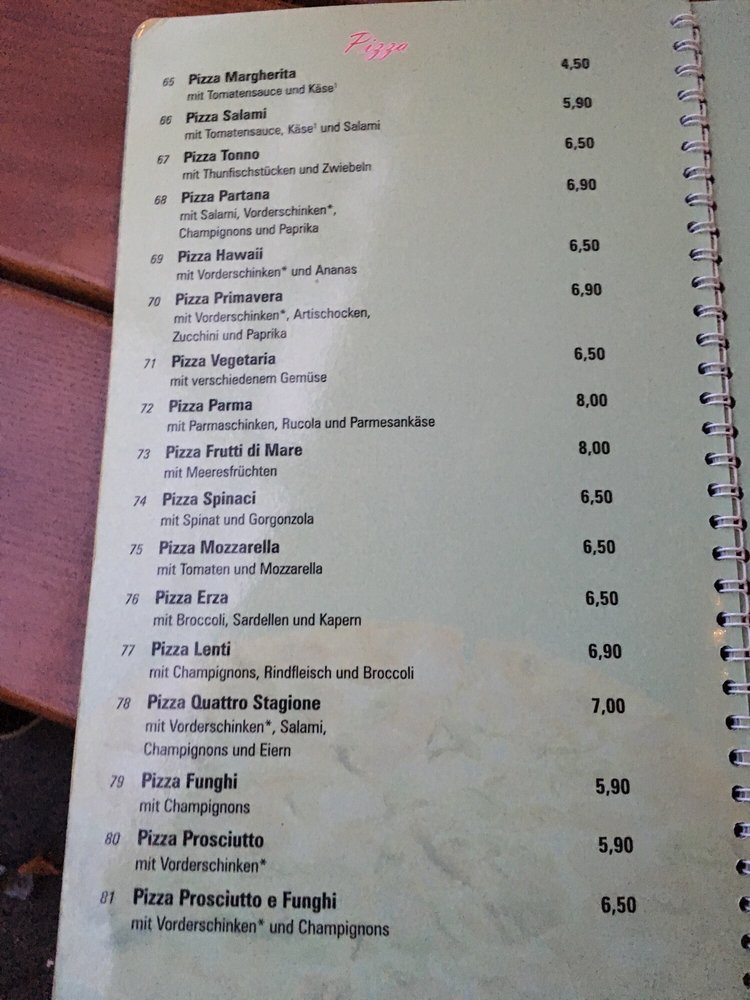 Pizza
65 Pizza Margherita 4,50
mit Tomatensauce und Käse¹
66 Pizza Salami 5,90
mit Tomatensauce, Käse¹ und Salami
67 Pizza Tonno 6,50
mit Thunfischstücken und Zwiebeln
68 Pizza Partana 6,90
mit Salami, Vorderschinken*,
Champignons und Paprika
69 Pizza Hawaii 6,50
mit Vorderschinken* und Ananas
70 Pizza Primavera 6,90
mit Vorderschinken*, Artischocken,
Zucchini und Paprika
71 Pizza Vegetaria 6,50
mit verschiedenem Gemüse
72 Pizza Parma 8,00
mit Parmaschinken, Rucola und Parmesankäse
73 Pizza Frutti di Mare 8,00
mit Meeresfrüchten
74 Pizza Spinaci 6,50
mit Spinat und Gorgonzola
75 Pizza Mozzarella 6,50
mit Tomaten und Mozzarella
76 Pizza Erza 6,50
mit Broccoli, Sardellen und Kapern
77 Pizza Lenti 6,90
mit Champignons, Rindfleisch und Broccoli
78 Pizza Quattro Stagione 7,00
mit Vorderschinken*, Salami,
Champignons und Eiern
79 Pizza Funghi 5,90
mit Champignons
80 Pizza Prosciutto 5,90
mit Vorderschinken*
81 Pizza Prosciutto e Funghi 6,50
mit Vorderschinken* und Champignons